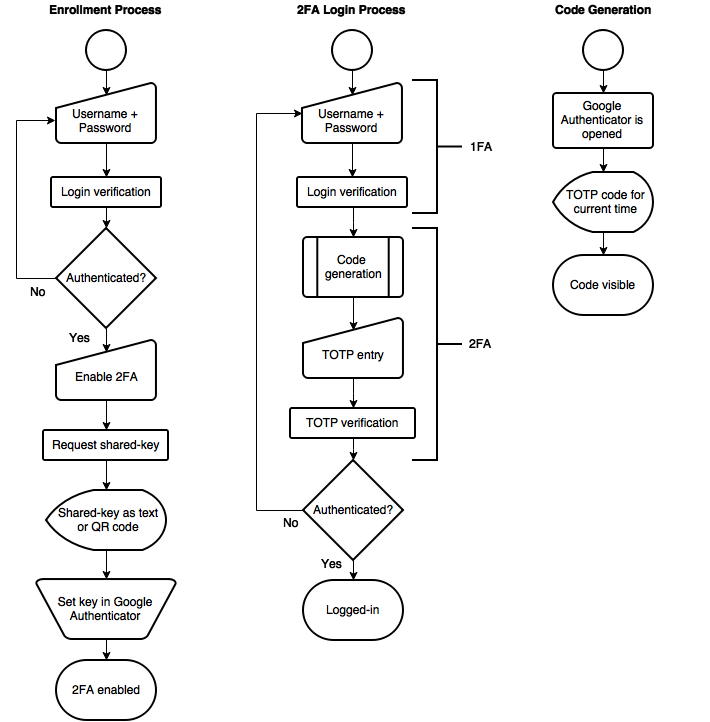 Enrollment Process
Username +
Password
Login verification
Authenticated?
No
Yes
Enable 2FA
Request shared-key
Shared-key as text
or QR code
Set key in Google
Authenticator
2FA enabled
2FA Login Process
Username +
Password
1FA
Login verification
Code
generation
TOTP entry
2FA
TOTP verification
Authenticated?
No
Yes
Logged-in
Code Generation
Google
Authenticator is
opened
TOTP code for
current time
Code visible